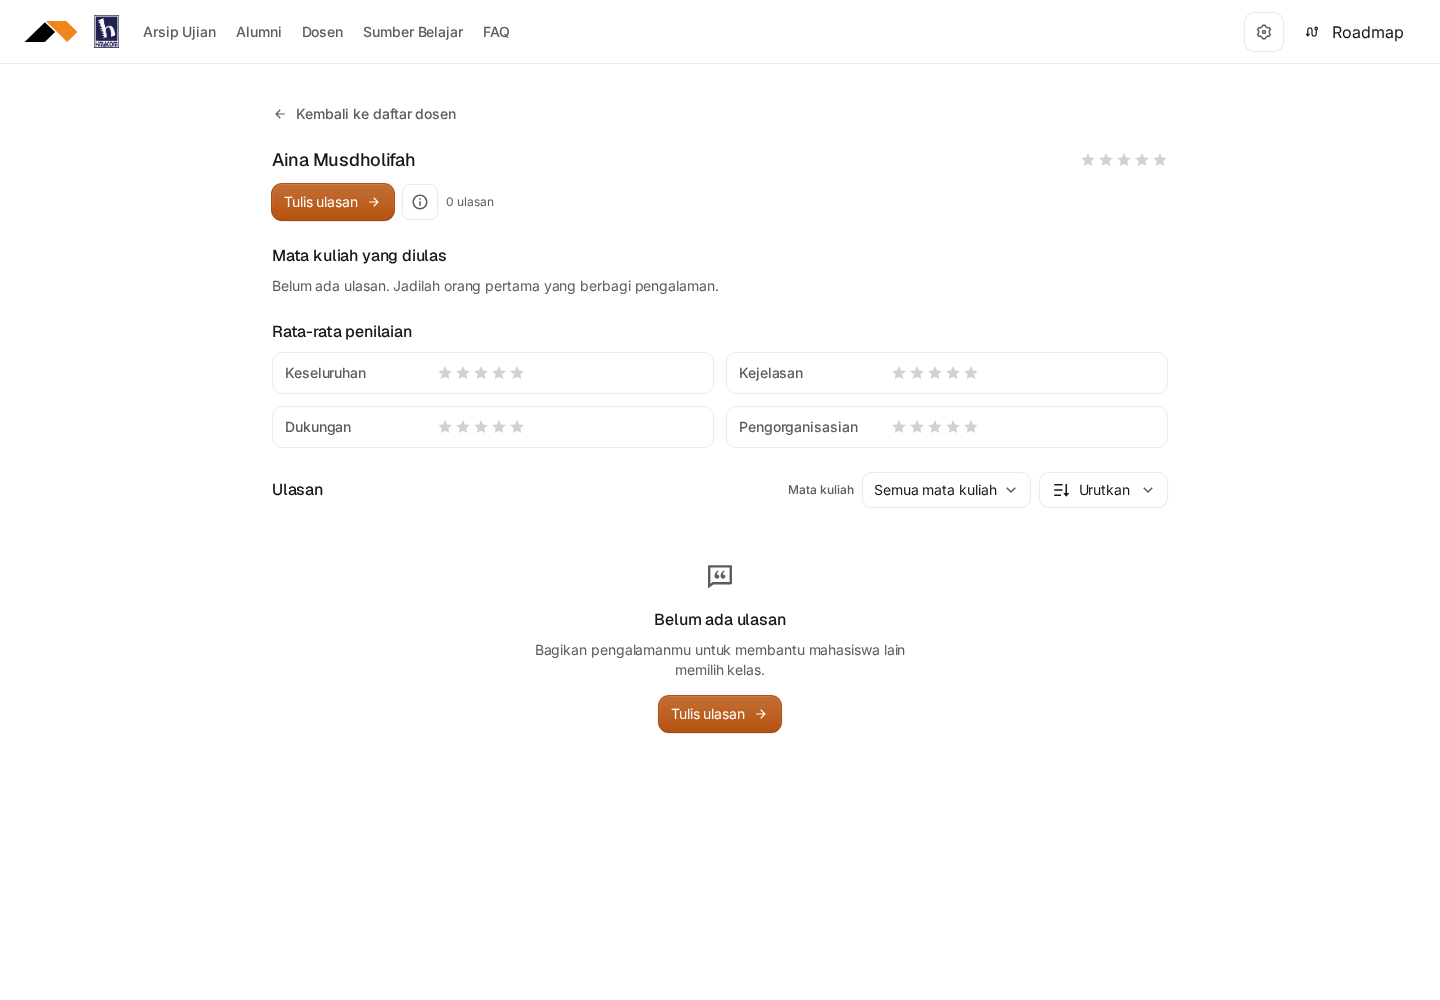 HIMAKOM
Arsip Ujian
Alumni
Dosen
Sumber Belajar
FAQ
Roadmap
Kembali ke daftar dosen
Aina Musdholifah
Tulis ulasan
0 ulasan
Mata kuliah yang diulas
Belum ada ulasan. Jadilah orang pertama yang berbagi pengalaman.
Rata-rata penilaian
Keseluruhan
Kejelasan
Dukungan
Pengorganisasian
Ulasan
Mata kuliah
Semua mata kuliah
Urutkan
Belum ada ulasan
Bagikan pengalamanmu untuk membantu mahasiswa lain
memilih kelas.
Tulis ulasan